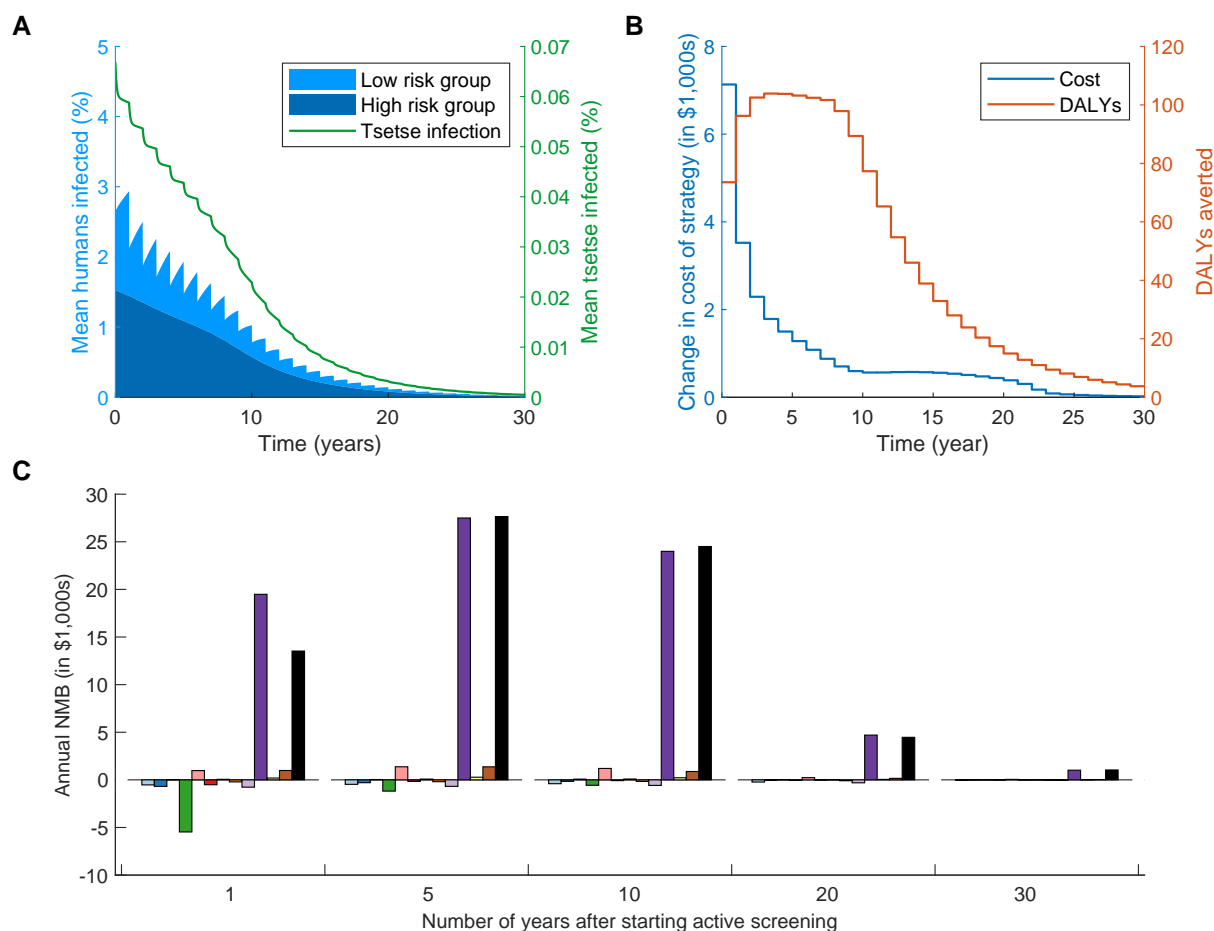 A
Mean humans infected (%)
5
4
3
2
1
0
Low risk group
High risk group
Tsetse infection
0.07
0.06
0.05
0.04
0.03
0.02
0.01
0
Mean tsetse infected (%)
0 10 20 30
Time (years)
B
Change in cost of strategy (in $1,000s)
8
6
4
2
0
Cost
DALYs
120
100
80
60
40
20
0
DALYs averted
0 5 10 15 20 25 30
Time (year)
C
Annual NMB (in $1,000s)
30
25
20
15
10
5
0
-5
-10
1 5 10 20 30
Number of years after starting active screening